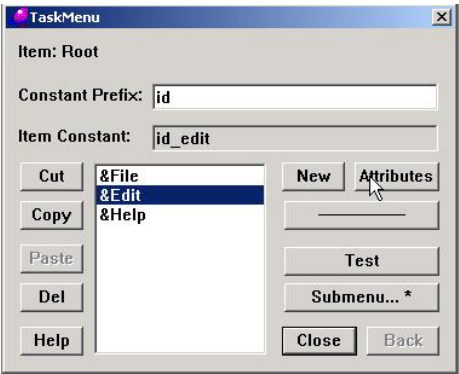 TaskMenu
Item: Root
Constant Prefix: id
Item Constant: id_edit
Cut
&File
New
Attributes
&Edit
Copy
&Help
Paste
Test
Del
Submenu... *
Help
Close
Back